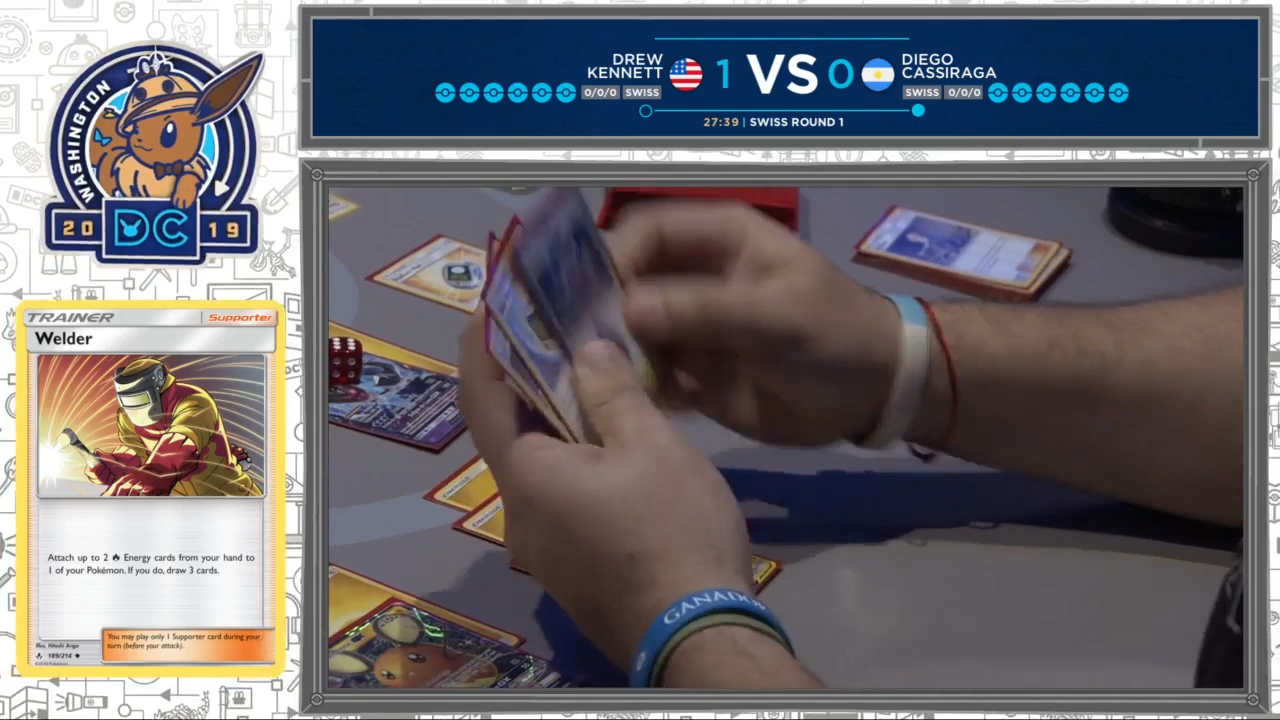 WASHINGTON
20 DC 19
DREW
KENNETT
0/0/0 SWISS
1 VS 0
DIEGO
CASSIRAGA
SWISS 0/0/0
27:39 | SWISS ROUND 1
TRAINER Supporter
Welder
Attach up to 2 Energy cards from your hand to
1 of your Pokémon. If you do, draw 3 cards.
You may play only 1 Supporter card during your
turn (before your attack).
189/214
ENERGÍA
GANADOR